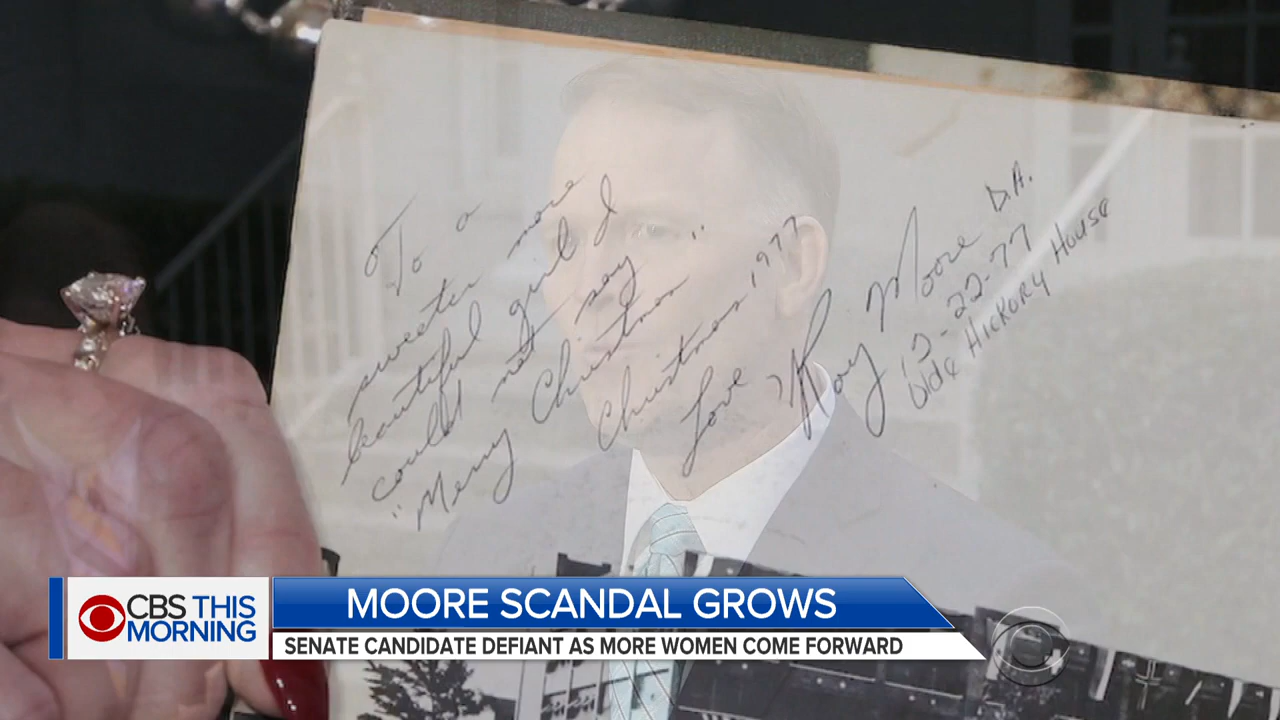 To a
sweeter more
beautiful girl I
could not say
"Merry Christmas"
Christmas 1977
Love
Roy Moore D.A.
12-22-77
Olde Hickory House
CBS THIS
MORNING
MOORE SCANDAL GROWS
SENATE CANDIDATE DEFIANT AS MORE WOMEN COME FORWARD